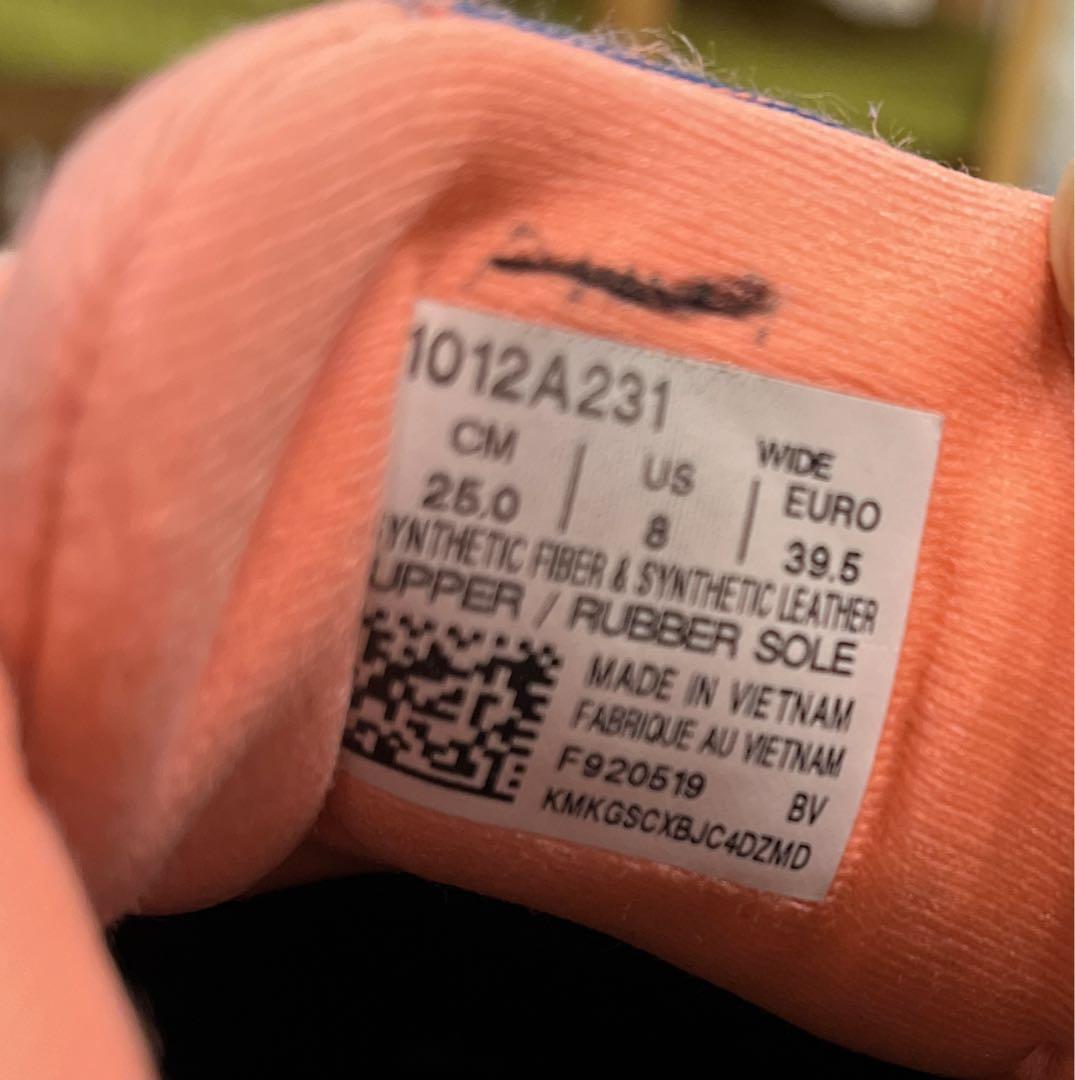 1012A231
WIDE
CM | US | EURO
25.0 8 39.5
SYNTHETIC FIBER & SYNTHETIC LEATHER
UPPER / RUBBER SOLE
MADE IN VIETNAM
FABRIQUE AU VIETNAM
F920519 BV
KMKGSCXBJC4DZMD